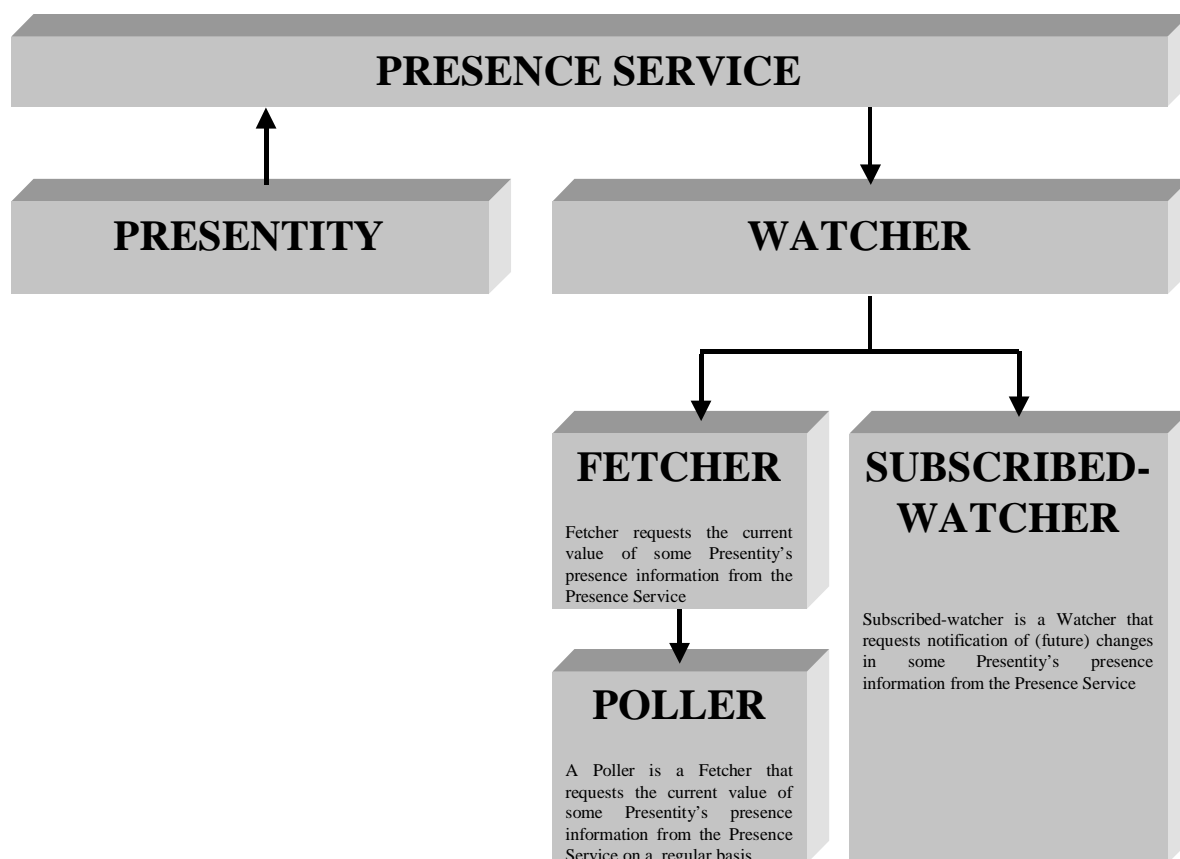 PRESENCE SERVICE
PRESENTITY
WATCHER
FETCHER
Fetcher requests the current
value of some Presentity’s
presence information from the
Presence Service
SUBSCRIBED-
WATCHER
Subscribed-watcher is a Watcher that
requests notification of (future) changes
in some Presentity’s presence
information from the Presence Service
POLLER
A Poller is a Fetcher that
requests the current value of
some Presentity’s presence
information from the Presence
Service on a regular basis